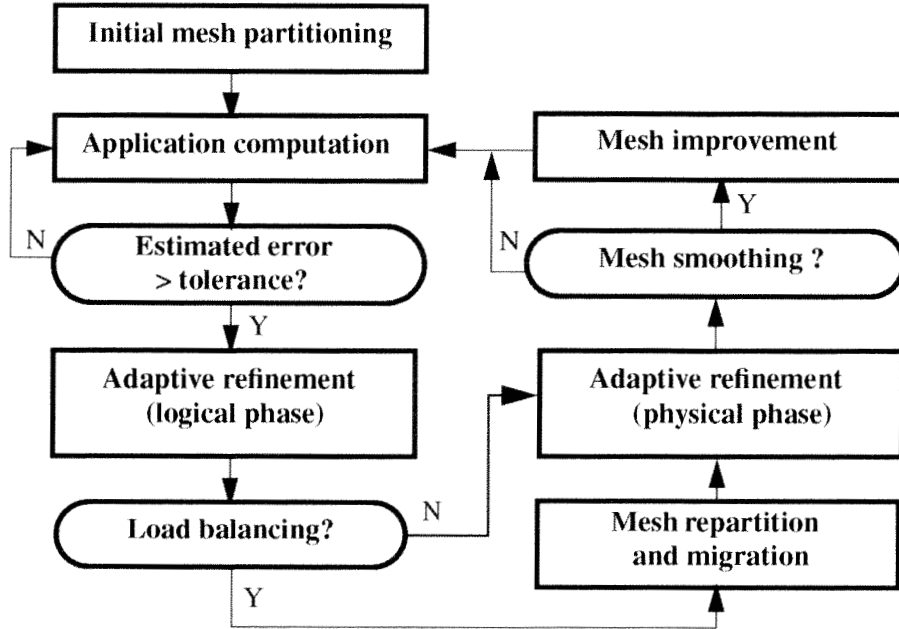 Initial mesh partitioning
Application computation
N
Estimated error
> tolerance?
Y
Adaptive refinement
(logical phase)
Load balancing?
N
Y
Mesh improvement
Y
N
Mesh smoothing ?
Adaptive refinement
(physical phase)
Mesh repartition
and migration